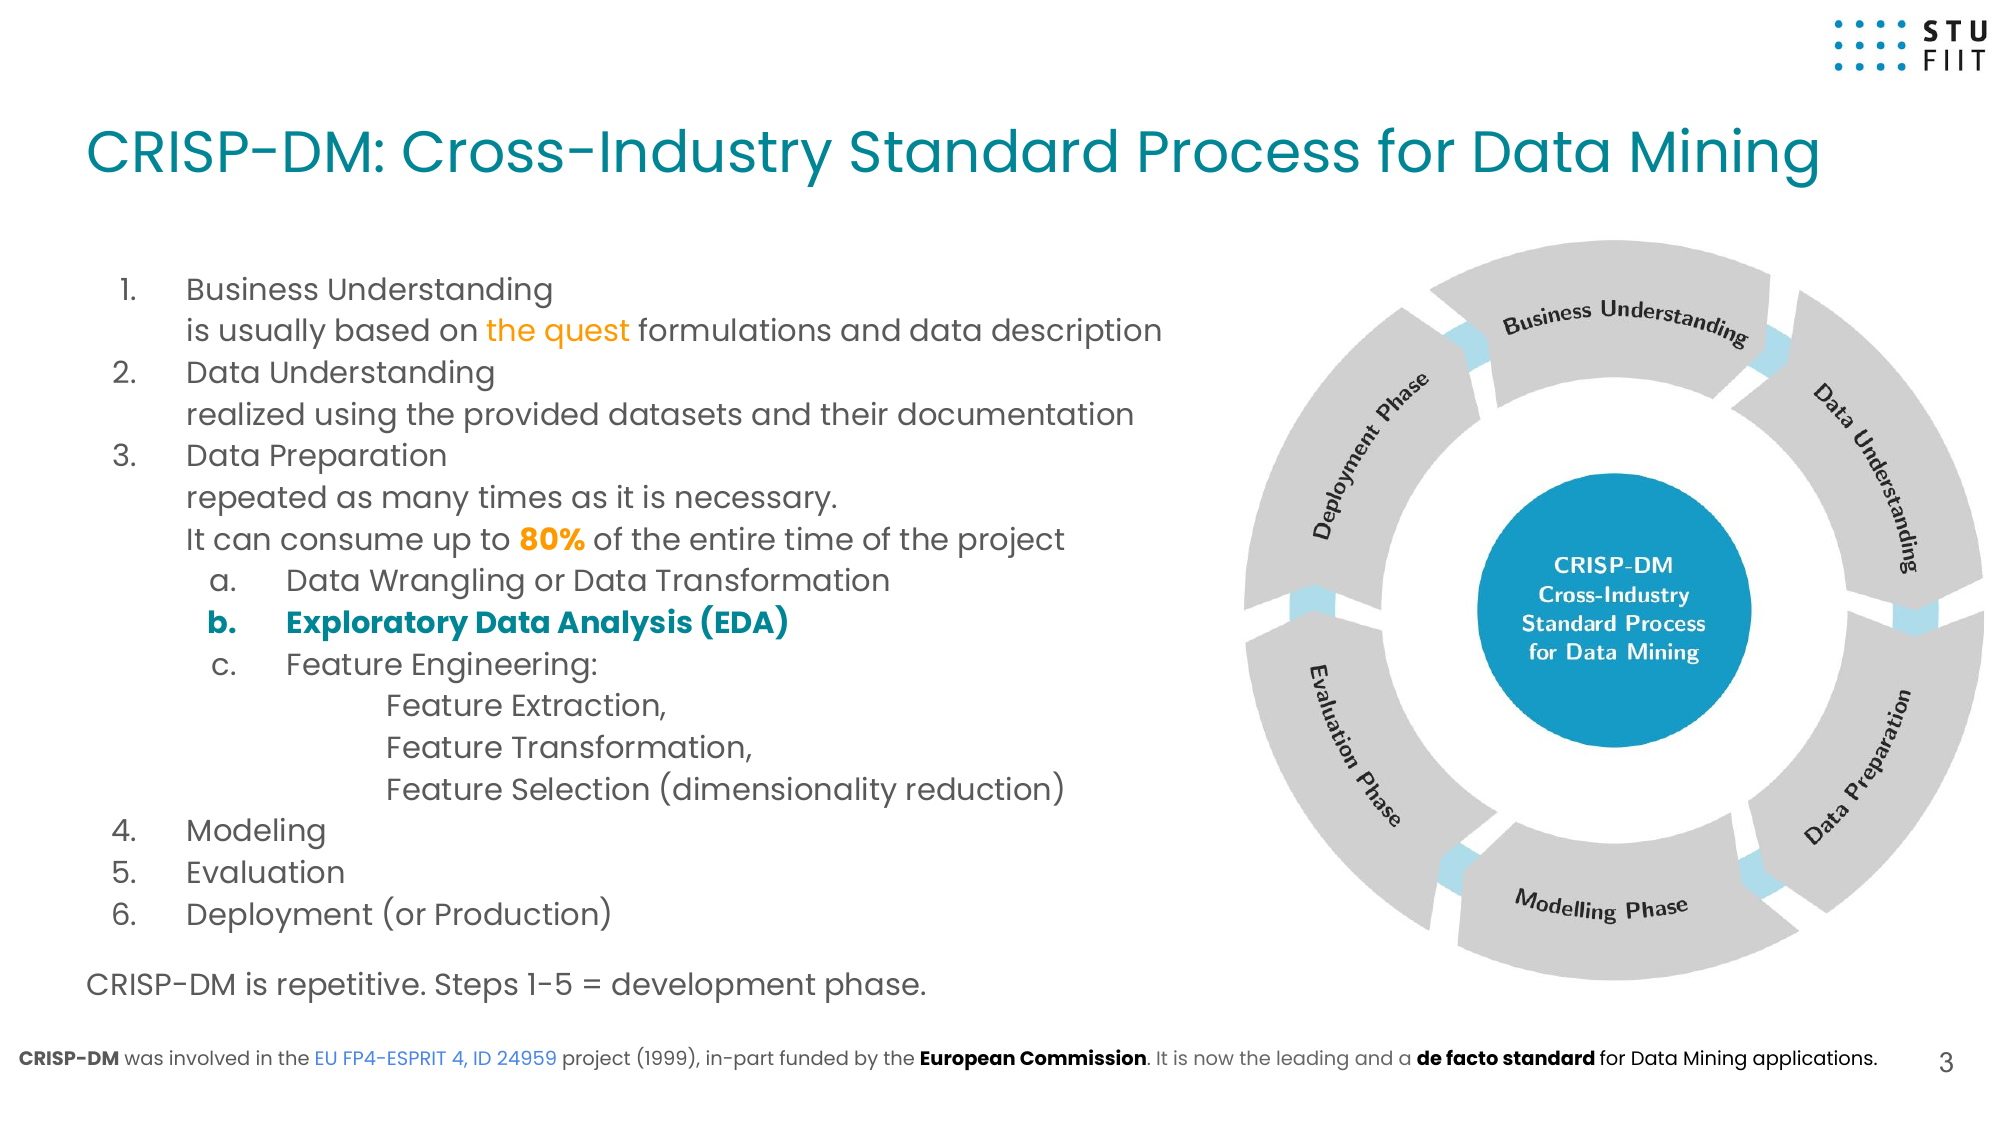 STU
FIIT
CRISP-DM: Cross-Industry Standard Process for Data Mining
1. Business Understanding
is usually based on the quest formulations and data description
2. Data Understanding
realized using the provided datasets and their documentation
3. Data Preparation
repeated as many times as it is necessary.
It can consume up to 80% of the entire time of the project
a. Data Wrangling or Data Transformation
b. Exploratory Data Analysis (EDA)
c. Feature Engineering:
Feature Extraction,
Feature Transformation,
Feature Selection (dimensionality reduction)
4. Modeling
5. Evaluation
6. Deployment (or Production)
CRISP-DM is repetitive. Steps 1-5 = development phase.
Business Understanding
Data Understanding
Data Preparation
Modelling Phase
Evaluation Phase
Deployment Phase
CRISP-DM
Cross-Industry
Standard Process
for Data Mining
CRISP-DM was involved in the EU FP4-ESPRIT 4, ID 24959 project (1999), in-part funded by the European Commission. It is now the leading and a de facto standard for Data Mining applications.
3